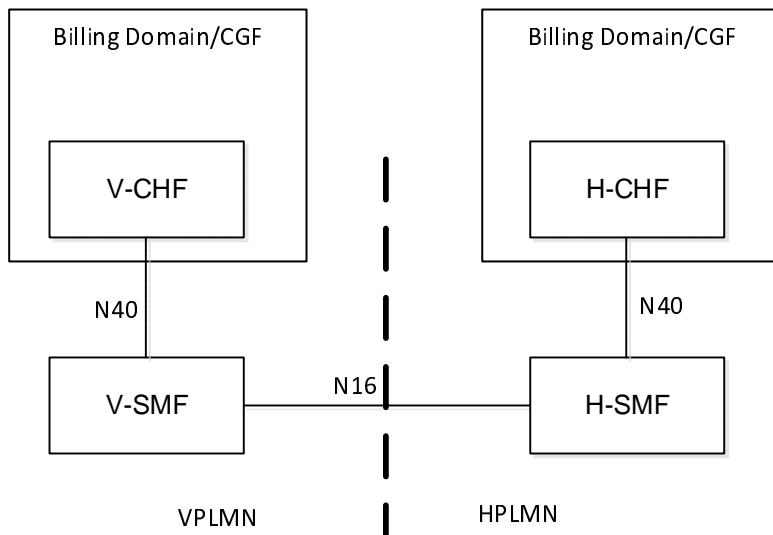 Billing Domain/CGF
Billing Domain/CGF
V-CHF
H-CHF
N40
N40
V-SMF
N16
H-SMF
VPLMN
HPLMN